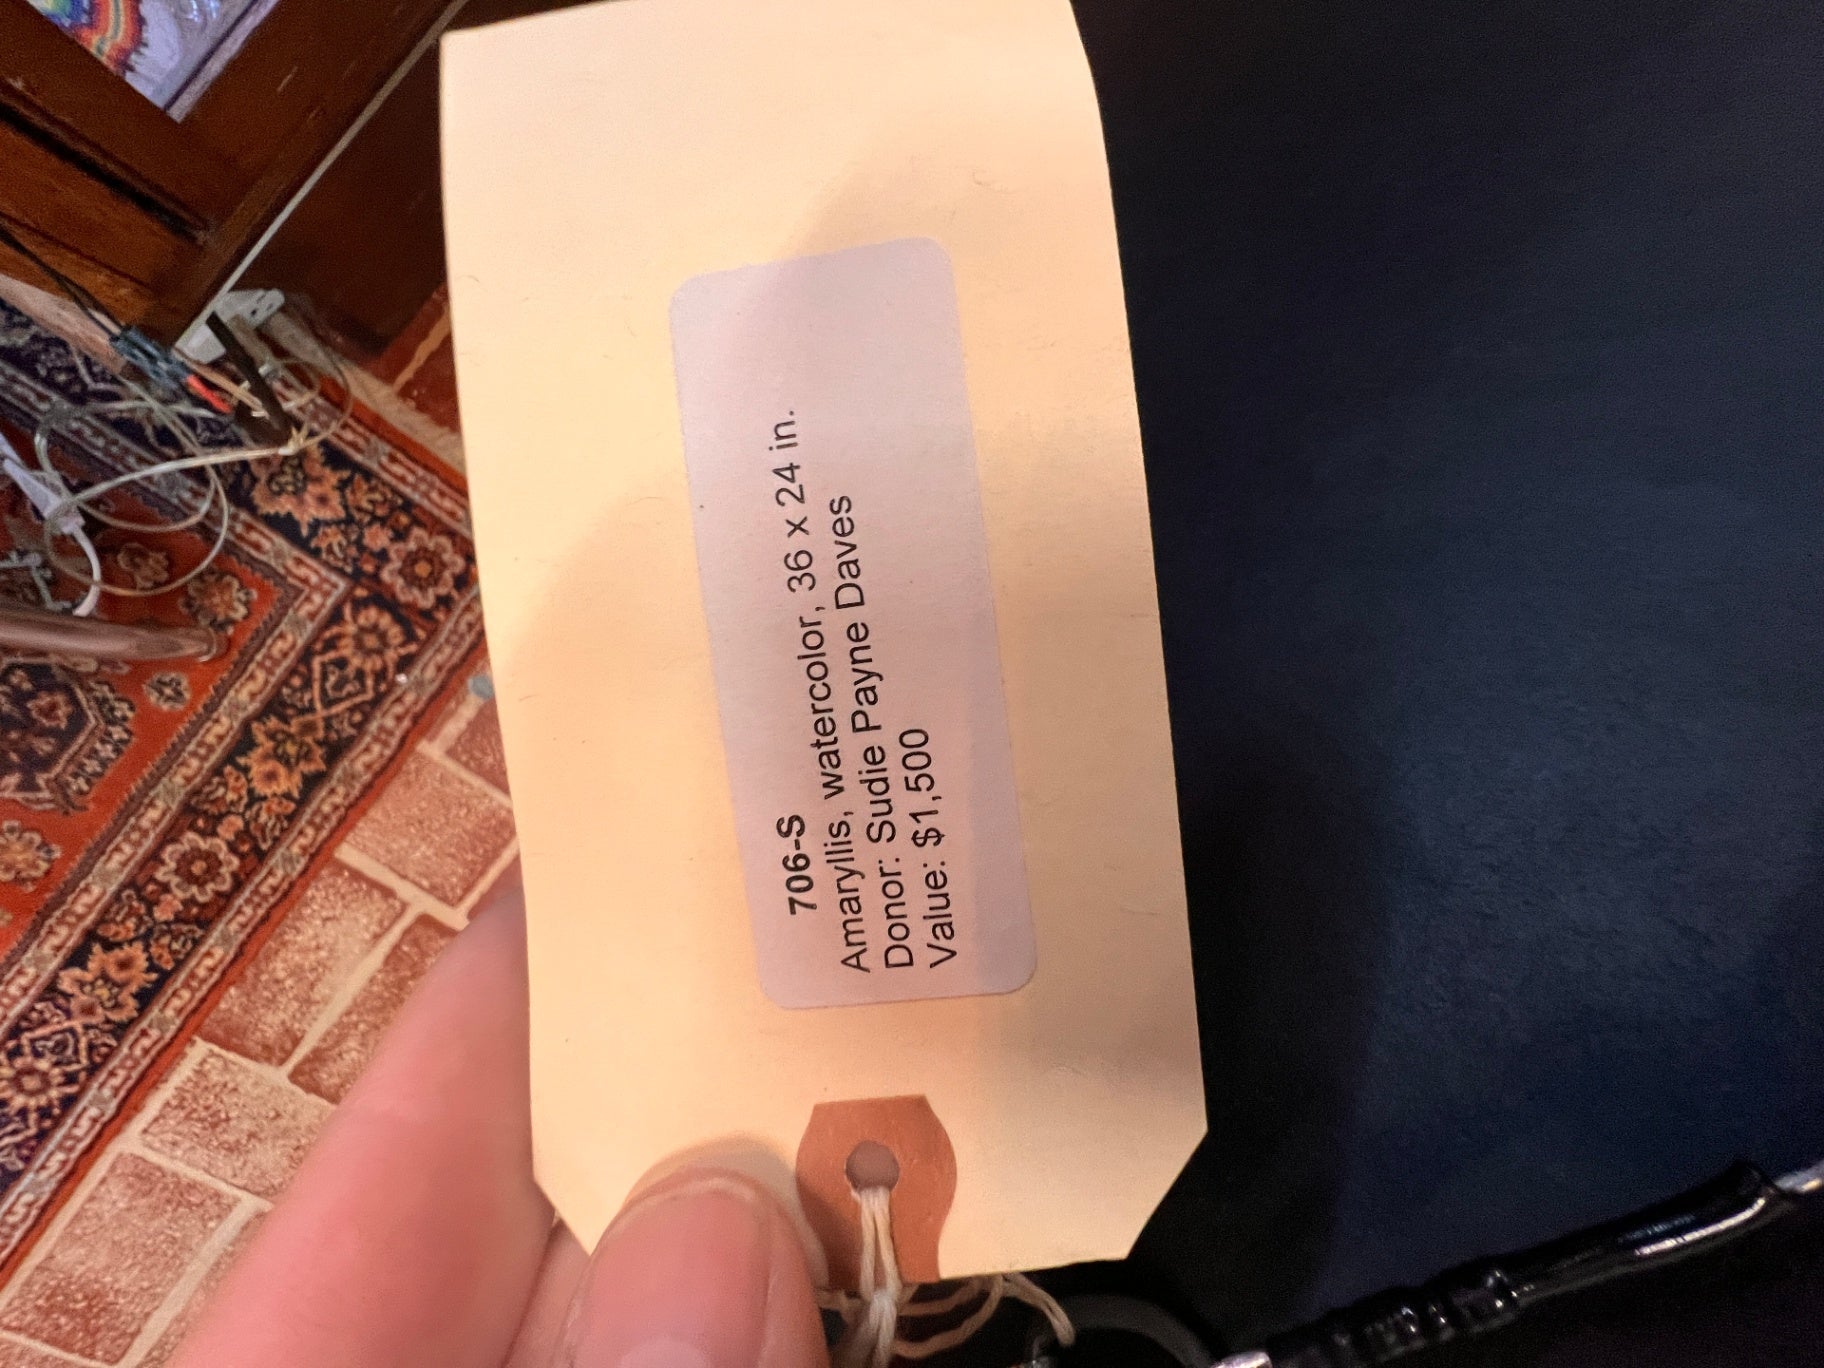 706-S
Amaryllis, watercolor, 36 x 24 in.
Donor: Sudie Payne Daves
Value: $1,500